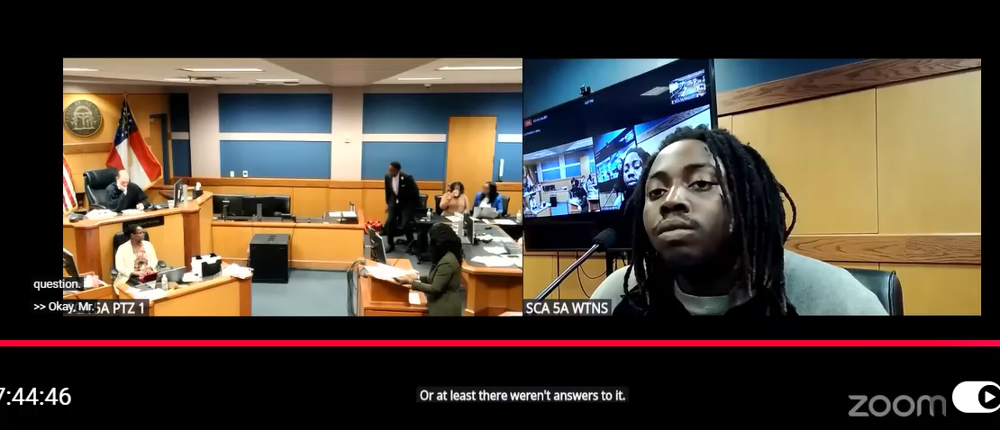 question.
>> Okay, Mr.
5A PTZ 1
SCA 5A WTNS
7:44:46
Or at least there weren't answers to it.
zoom